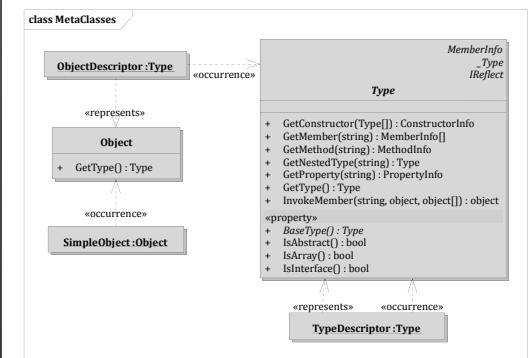 class MetaClasses
ObjectDescriptor :Type
«occurrence»
MemberInfo
_Type
IReflect
Type
+ GetConstructor(Type[]) : ConstructorInfo
+ GetMember(string) : MemberInfo[]
+ GetMethod(string) : MethodInfo
+ GetNestedType(string) : Type
+ GetProperty(string) : PropertyInfo
+ GetType() : Type
+ InvokeMember(string, object, object[]) : object
«property»
+ BaseType() : Type
+ IsAbstract() : bool
+ IsArray() : bool
+ IsInterface() : bool
«represents»
Object
+ GetType() : Type
«occurrence»
SimpleObject :Object
«represents»
«occurrence»
TypeDescriptor :Type